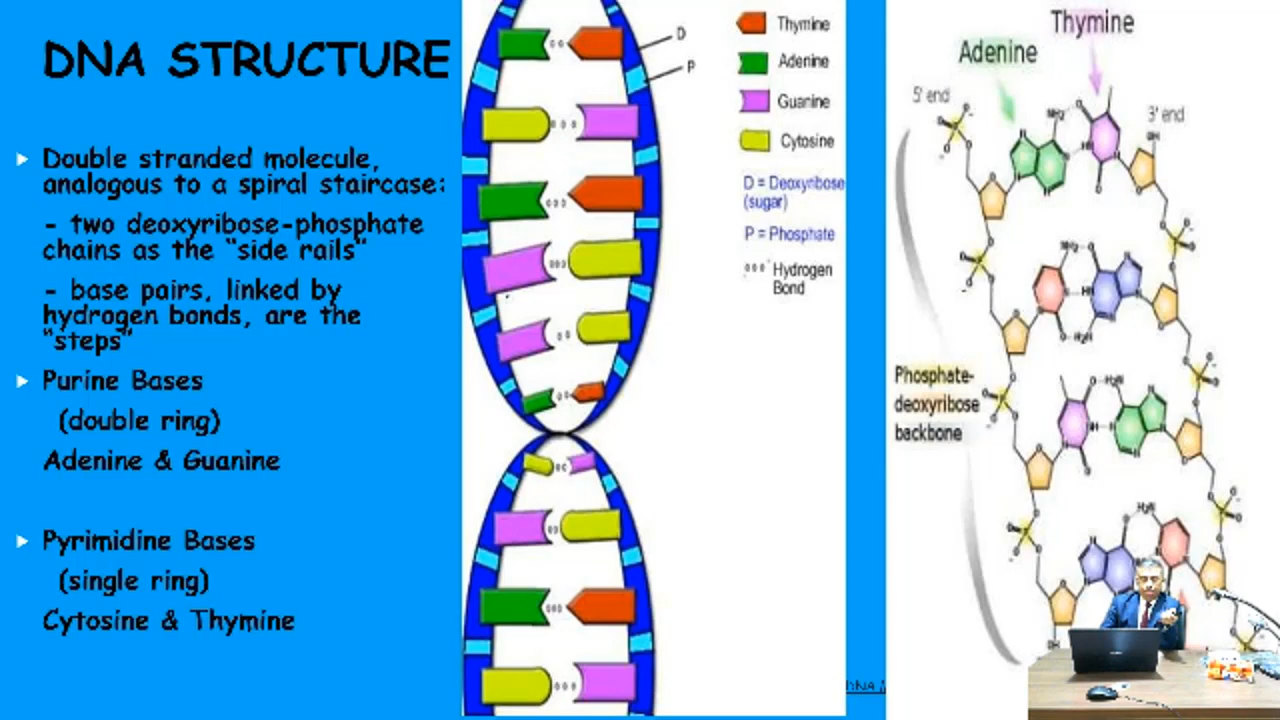 DNA STRUCTURE
Double stranded molecule,
analogous to a spiral staircase:
- two deoxyribose-phosphate
chains as the "side rails"
- base pairs, linked by
hydrogen bonds, are the
"steps"
Purine Bases
(double ring)
Adenine & Guanine
Pyrimidine Bases
(single ring)
Cytosine & Thymine
D
P
Thymine
Adenine
Guanine
Cytosine
D = Deoxyribose
(sugar)
P = Phosphate
Hydrogen
Bond
DNA
Thymine
Adenine
5' end
3' end
Phosphate-
deoxyribose
backbone